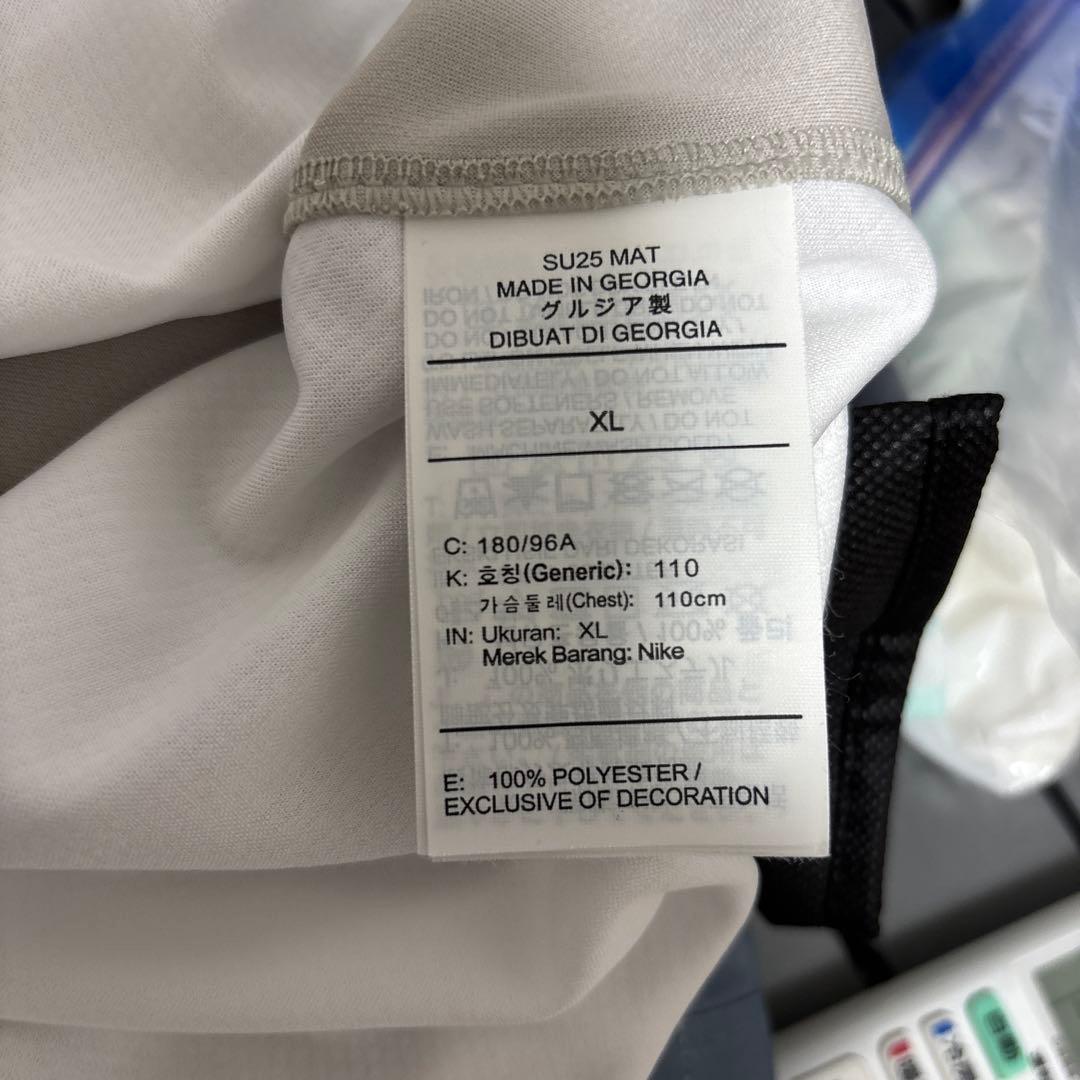 SU25 MAT
MADE IN GEORGIA
グルジア製
DIBUAT DI GEORGIA
XL
C: 180/96A
K: 호칭(Generic): 110
가슴둘레(Chest): 110cm
IN: Ukuran: XL
Merek Barang: Nike
E: 100% POLYESTER /
EXCLUSIVE OF DECORATION